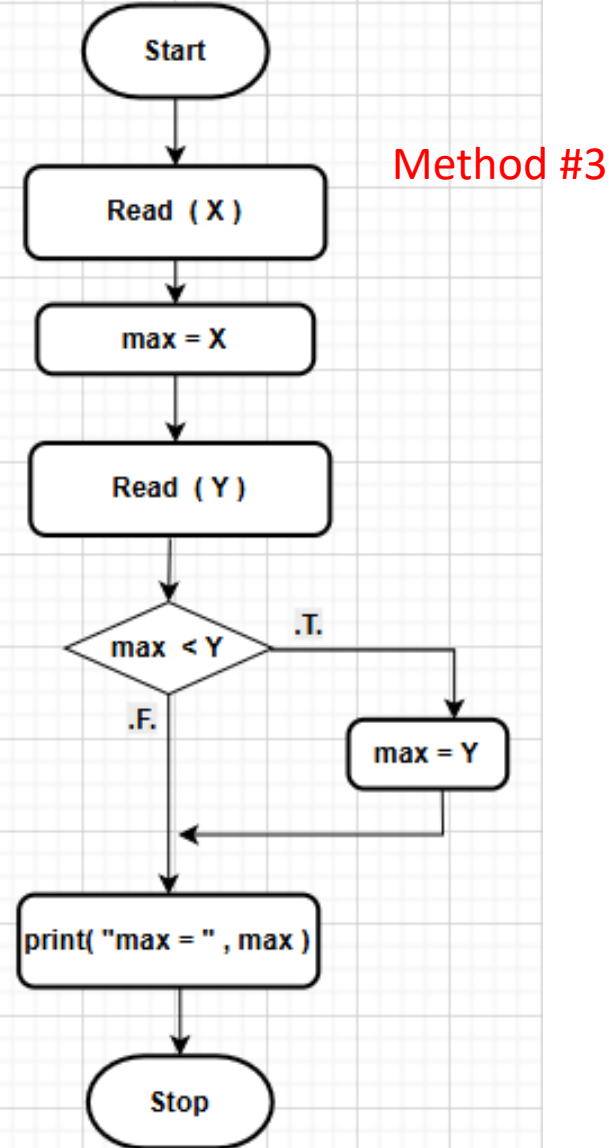 Start
Method #3
Read ( X )
max = X
Read ( Y )
.T.
max < Y
.F.
max = Y
print( "max = " , max )
Stop